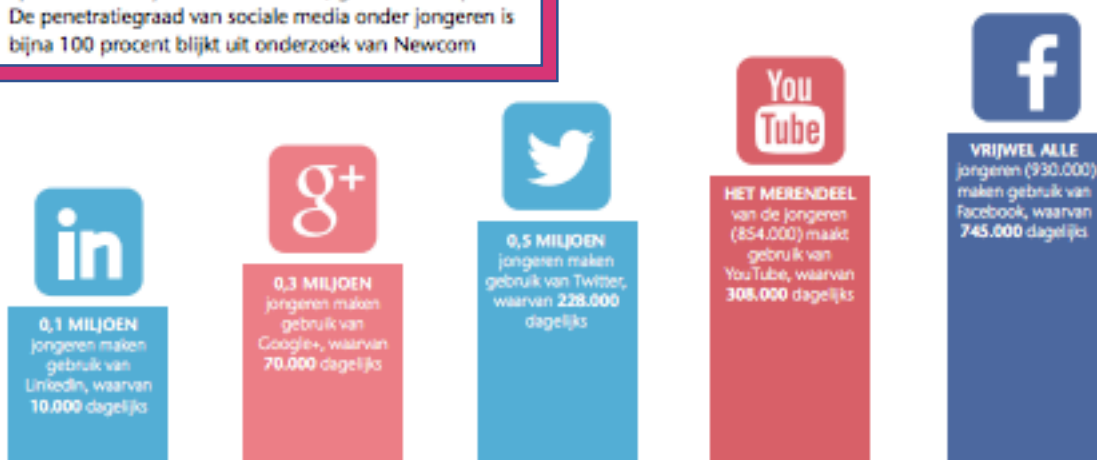 De penetratiegraad van sociale media onder jongeren is
bijna 100 procent blijkt uit onderzoek van Newcom
in
0,1 MILJOEN
jongeren maken
gebruik van
LinkedIn, waarvan
10.000 dagelijks
g+
0,3 MILJOEN
jongeren maken
gebruik van
Google+, waarvan
70.000 dagelijks
0,5 MILJOEN
jongeren maken
gebruik van Twitter,
waarvan 228.000
dagelijks
You
Tube
HET MERENDEEL
van de jongeren
(854.000) maakt
gebruik van
YouTube, waarvan
308.000 dagelijks
f
VRIJWEL ALLE
jongeren (930.000)
maken gebruik van
Facebook, waarvan
745.000 dagelijks